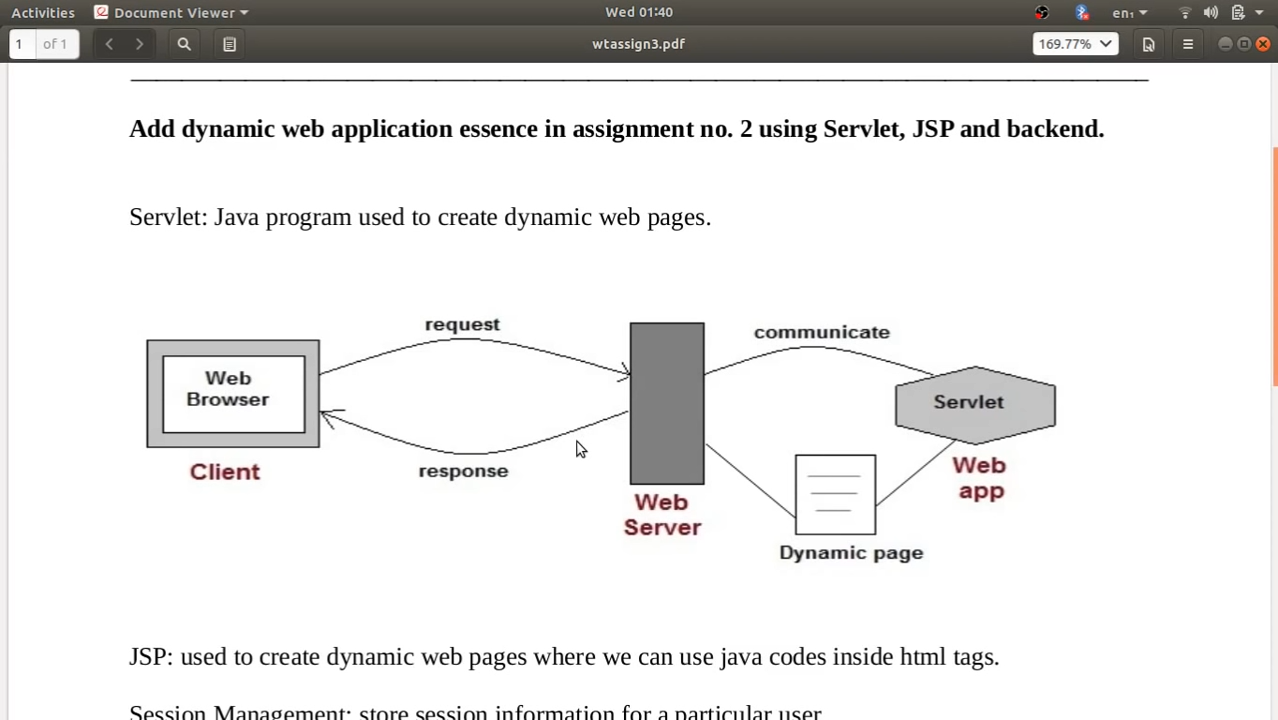 Activities Document Viewer Wed 01:40 en₁
1 of 1 wtassign3.pdf 169.77%
Add dynamic web application essence in assignment no. 2 using Servlet, JSP and backend.
Servlet: Java program used to create dynamic web pages.
request
communicate
Web
Browser
Servlet
Client
response
Web
app
Web
Server
Dynamic page
JSP: used to create dynamic web pages where we can use java codes inside html tags.
Session Management: store session information for a particular user